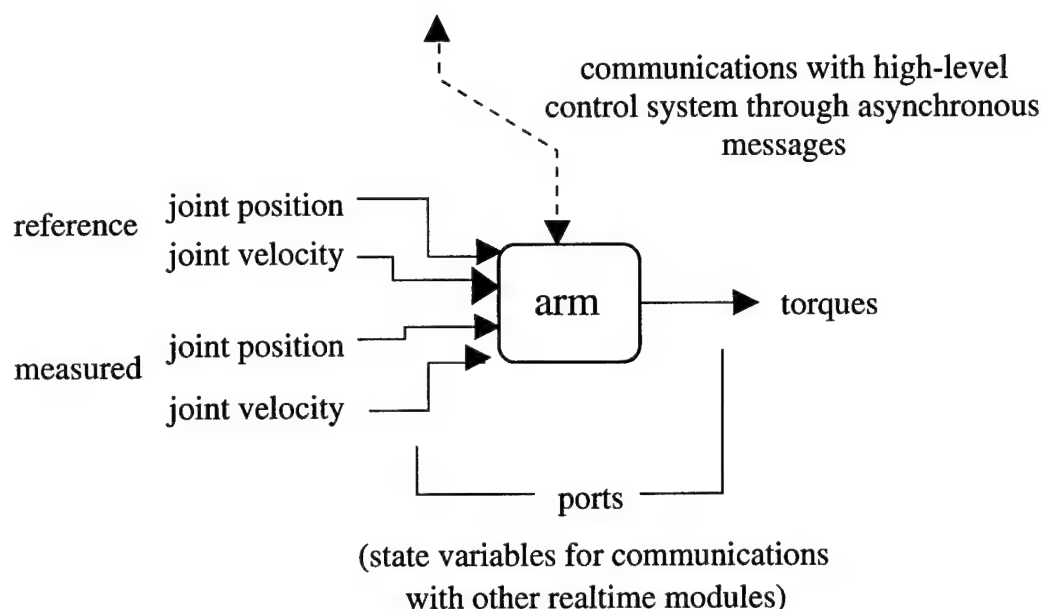 communications with high-level
control system through asynchronous
messages
reference
joint position
joint velocity
measured
joint position
joint velocity
arm
torques
ports
(state variables for communications
with other realtime modules)